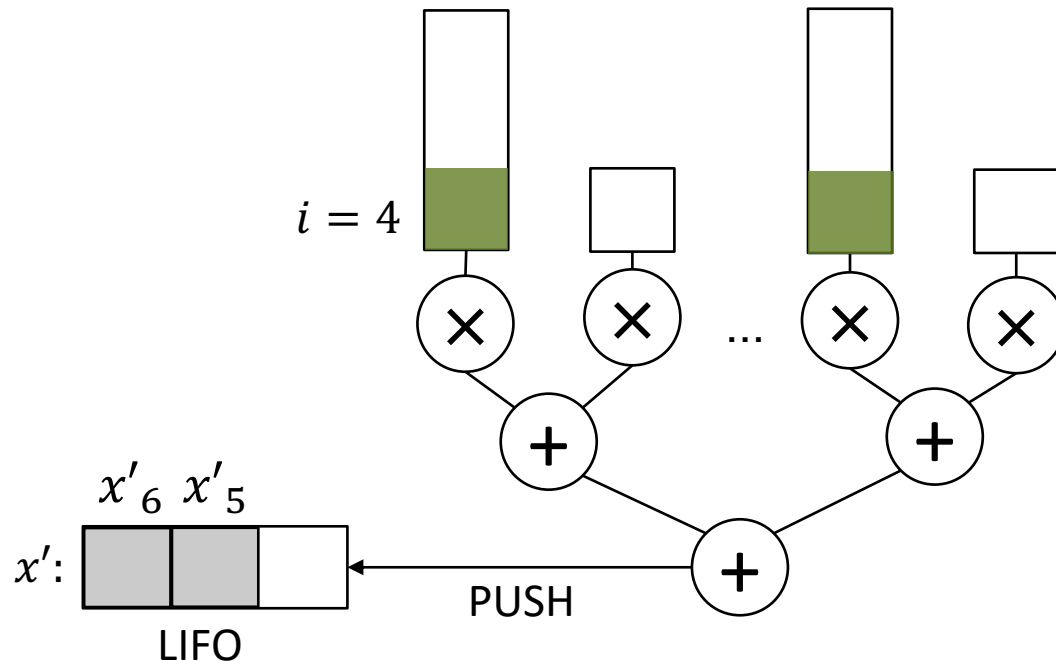 i = 4
× × ... × ×
+ +
x′₆ x′₅
x′:
+
PUSH
LIFO